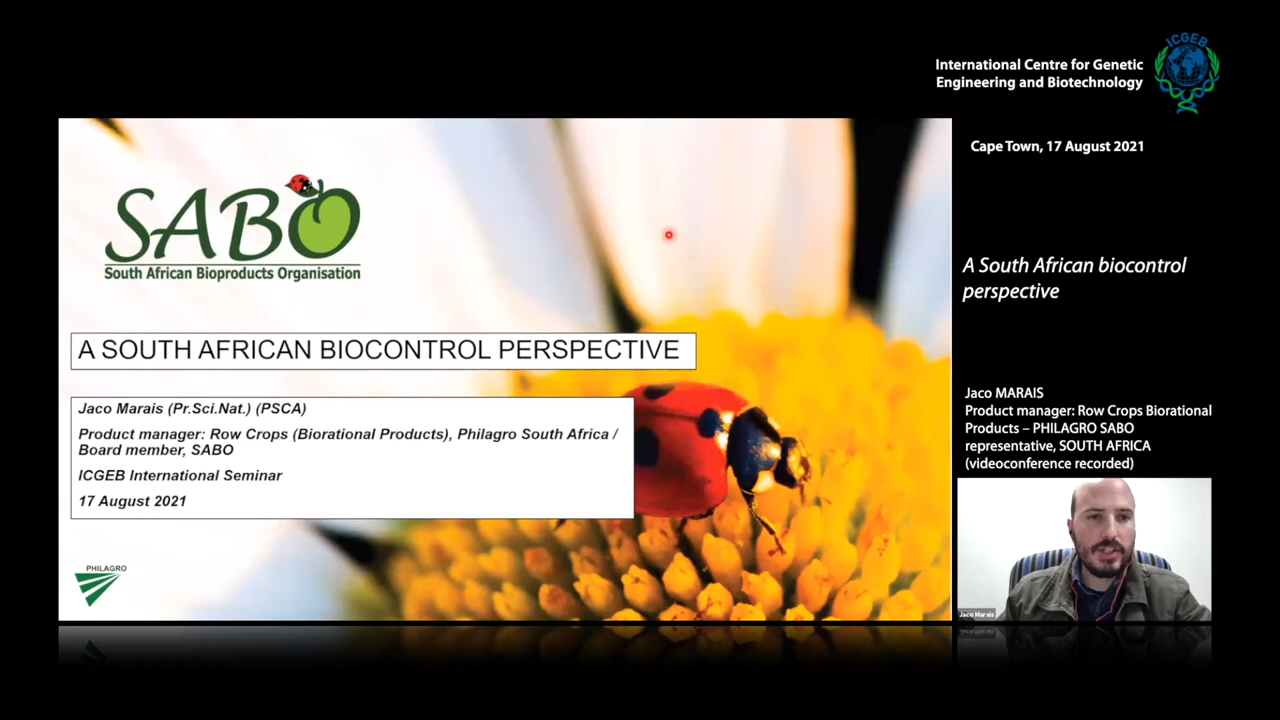 ICGEB
International Centre for Genetic
Engineering and Biotechnology
Cape Town, 17 August 2021
SABO
South African Bioproducts Organisation
A SOUTH AFRICAN BIOCONTROL PERSPECTIVE
Jaco Marais (Pr.Sci.Nat.) (PSCA)
Product manager: Row Crops (Biorational Products), Philagro South Africa /
Board member, SABO
ICGEB International Seminar
17 August 2021
PHILAGRO
A South African biocontrol
perspective
Jaco MARAIS
Product manager: Row Crops Biorational
Products – PHILAGRO SABO
representative, SOUTH AFRICA
(videoconference recorded)
Jaco Marais